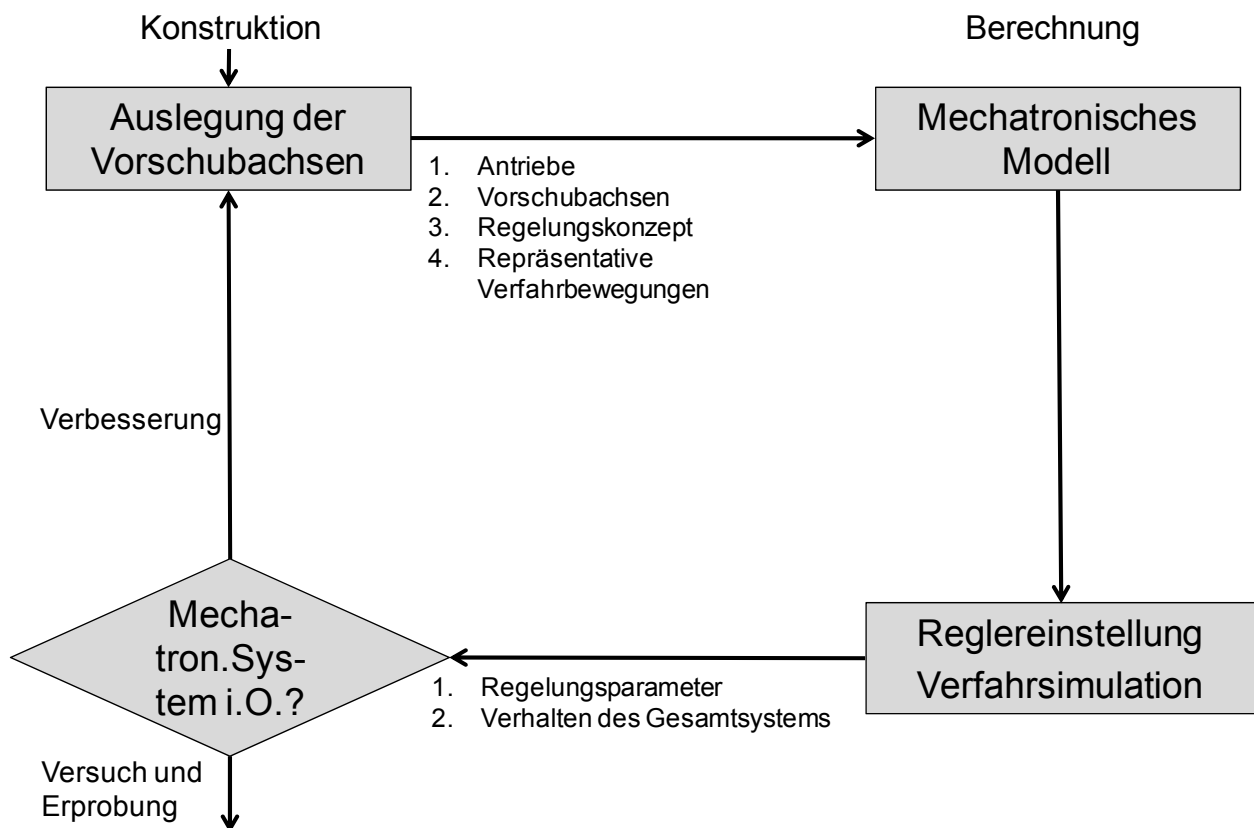 Konstruktion
Berechnung
Auslegung der
Vorschubachsen
Mechatronisches
Modell
1. Antriebe
2. Vorschubachsen
3. Regelungskonzept
4. Repräsentative
Verfahrbewegungen
Verbesserung
Mecha-
tron.Sys-
tem i.O.?
Reglereinstellung
Verfahrsimulation
1. Regelungsparameter
2. Verhalten des Gesamtsystems
Versuch und
Erprobung